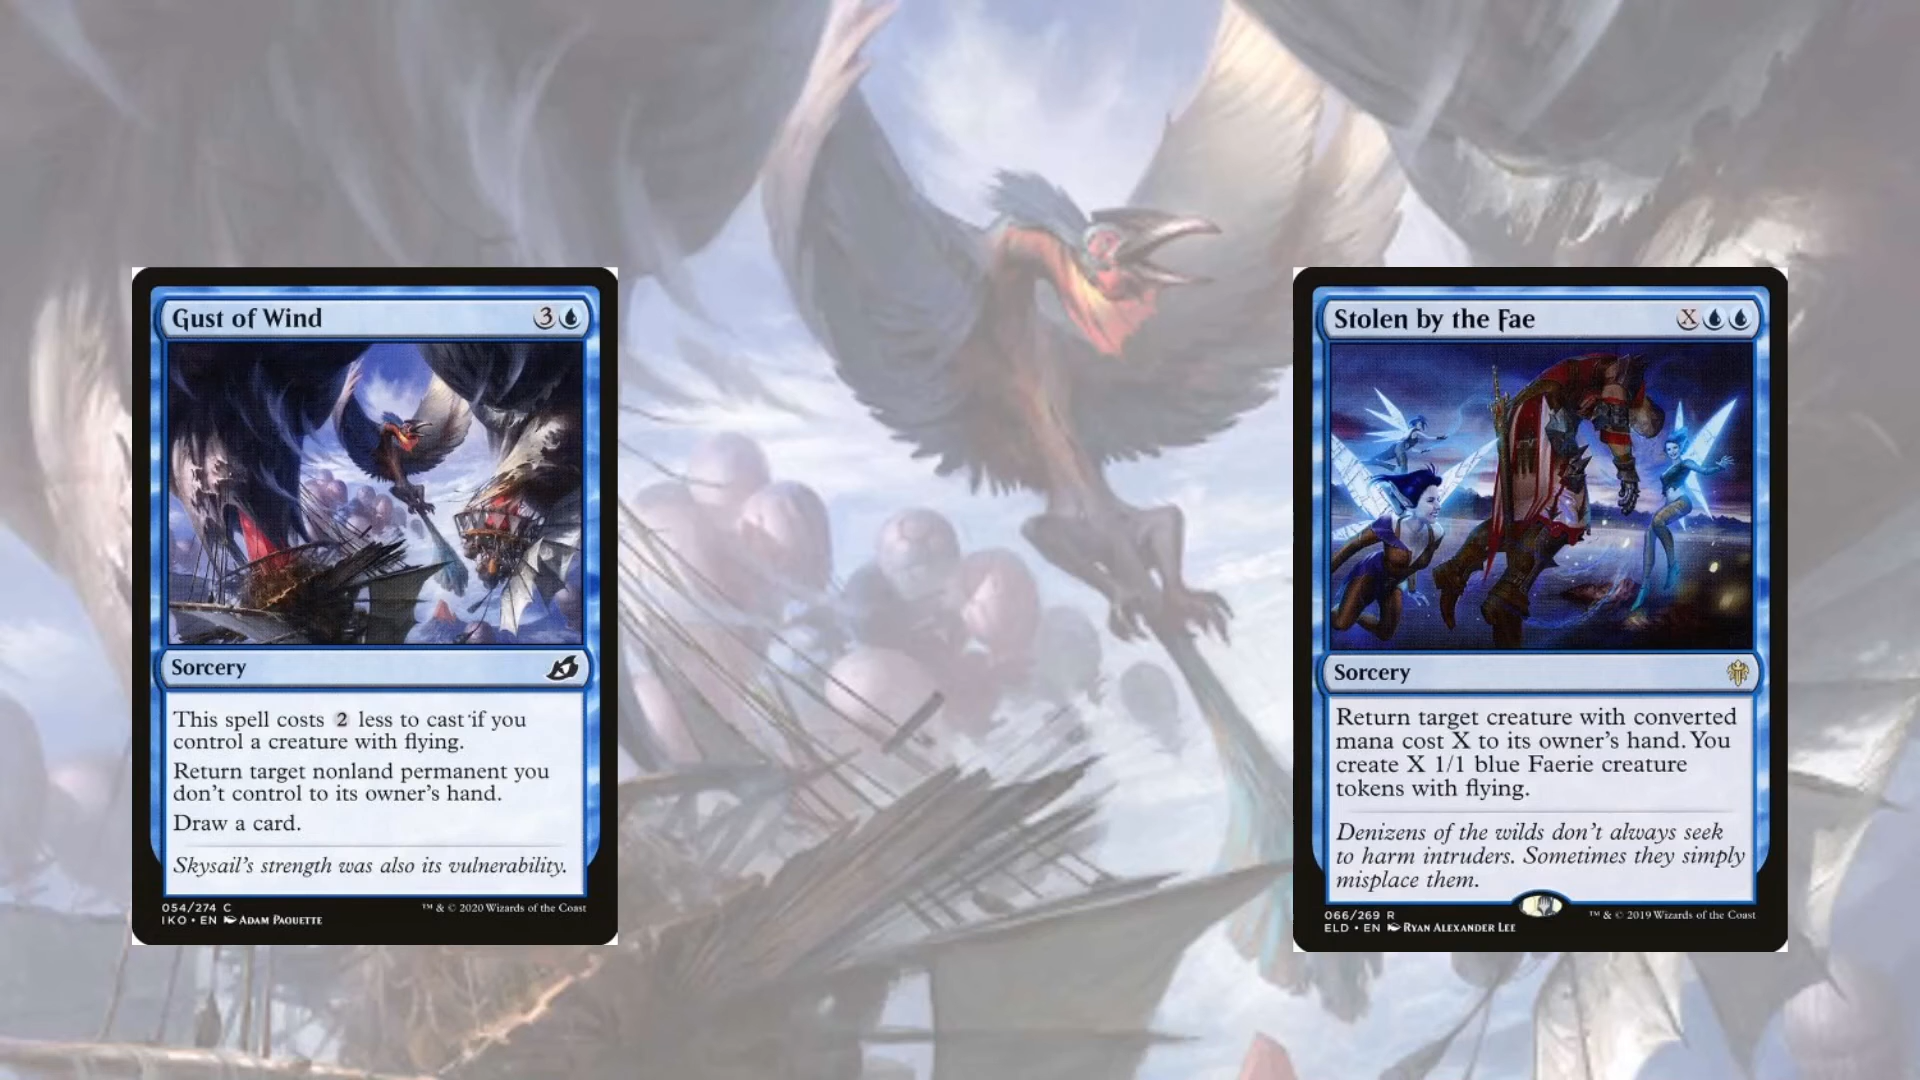 Gust of Wind 3
Sorcery
This spell costs 2 less to cast if you
control a creature with flying.
Return target nonland permanent you
don't control to its owner's hand.
Draw a card.
Skysail's strength was also its vulnerability.
054/274 C
IKO • EN Adam Paquette
™ & © 2020 Wizards of the Coast
Stolen by the Fae X
Sorcery
Return target creature with converted
mana cost X to its owner's hand. You
create X 1/1 blue Faerie creature
tokens with flying.
Denizens of the wilds don't always seek
to harm intruders. Sometimes they simply
misplace them.
066/269 R
ELD • EN Ryan Alexander Lee
™ & © 2019 Wizards of the Coast